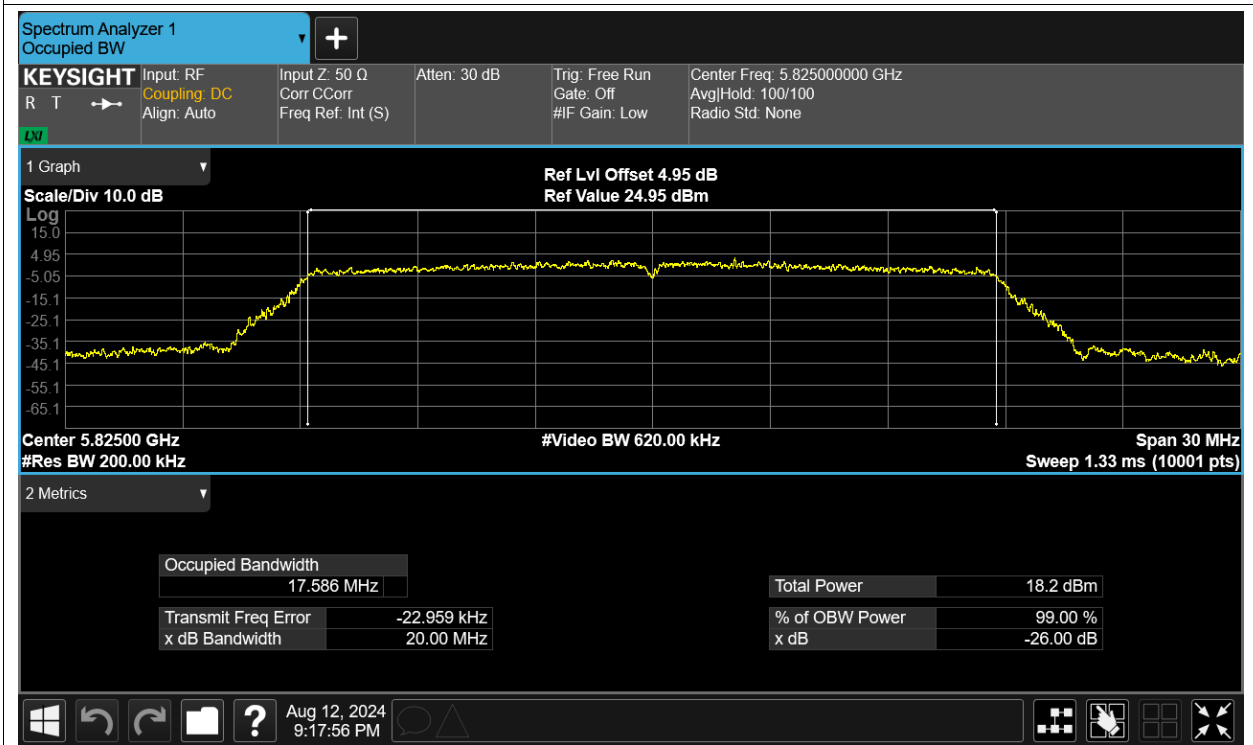 Spectrum Analyzer 1
Occupied BW
KEYSIGHT
R T
LXI
Input: RF
Coupling: DC
Align: Auto
Input Z: 50 Ω
Corr CCorr
Freq Ref: Int (S)
Atten: 30 dB
Trig: Free Run
Gate: Off
#IF Gain: Low
Center Freq: 5.825000000 GHz
Avg|Hold: 100/100
Radio Std: None
1 Graph
Scale/Div 10.0 dB
Ref Lvl Offset 4.95 dB
Ref Value 24.95 dBm
Log
15.0
4.95
-5.05
-15.1
-25.1
-35.1
-45.1
-55.1
-65.1
Center 5.82500 GHz
#Res BW 200.00 kHz
#Video BW 620.00 kHz
Span 30 MHz
Sweep 1.33 ms (10001 pts)
2 Metrics
Occupied Bandwidth
17.586 MHz
Transmit Freq Error -22.959 kHz
x dB Bandwidth 20.00 MHz
Total Power 18.2 dBm
% of OBW Power 99.00 %
x dB -26.00 dB
?
Aug 12, 2024
9:17:56 PM